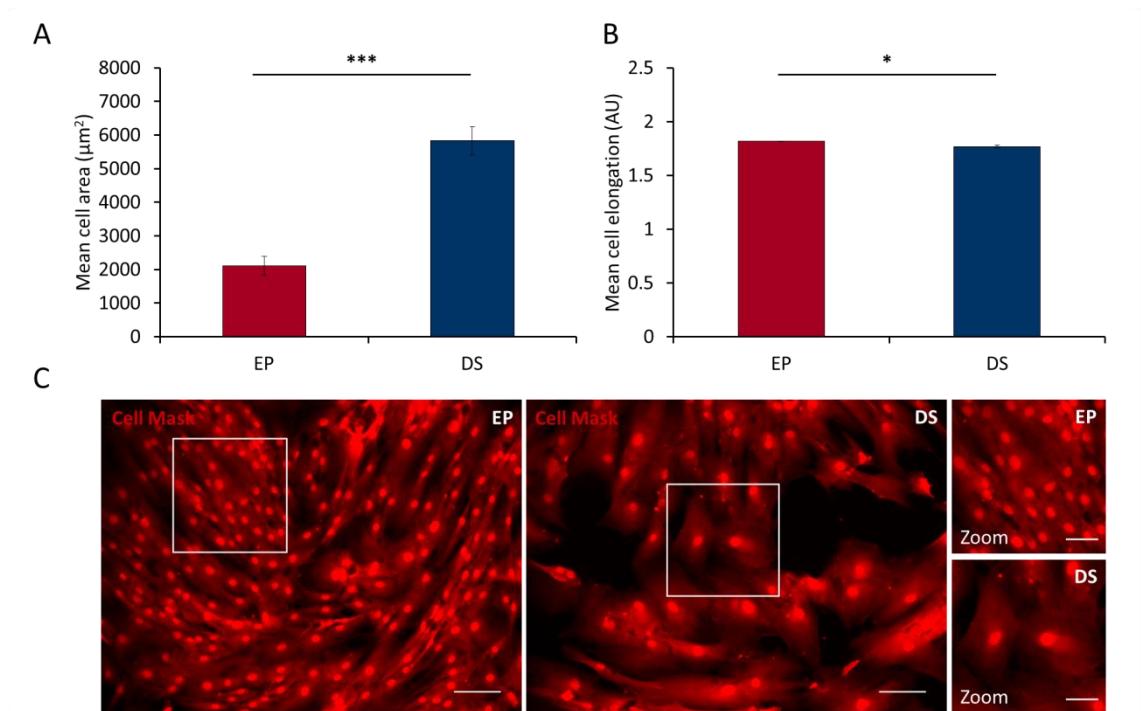 A
***
8000
7000
6000
5000
4000
3000
2000
1000
0
Mean cell area (µm²)
EP
DS
B
*
2.5
2
1.5
1
0.5
0
Mean cell elongation (AU)
EP
DS
C
Cell Mask
EP
Cell Mask
DS
EP
Zoom
DS
Zoom